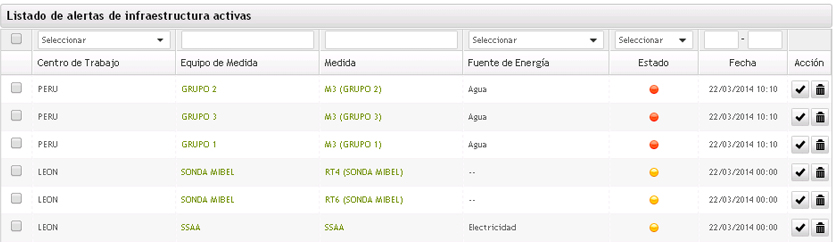 Listado de alertas de infraestructura activas
Seleccionar Seleccionar Seleccionar -
Centro de Trabajo Equipo de Medida Medida Fuente de Energía Estado Fecha Acción
PERU GRUPO 2 M3 (GRUPO 2) Agua 22/03/2014 10:10
PERU GRUPO 3 M3 (GRUPO 3) Agua 22/03/2014 10:10
PERU GRUPO 1 M3 (GRUPO 1) Agua 22/03/2014 10:10
LEON SONDA MIBEL RT4 (SONDA MIBEL) -- 22/03/2014 00:00
LEON SONDA MIBEL RT6 (SONDA MIBEL) -- 22/03/2014 00:00
LEON SSAA SSAA Electricidad 22/03/2014 00:00